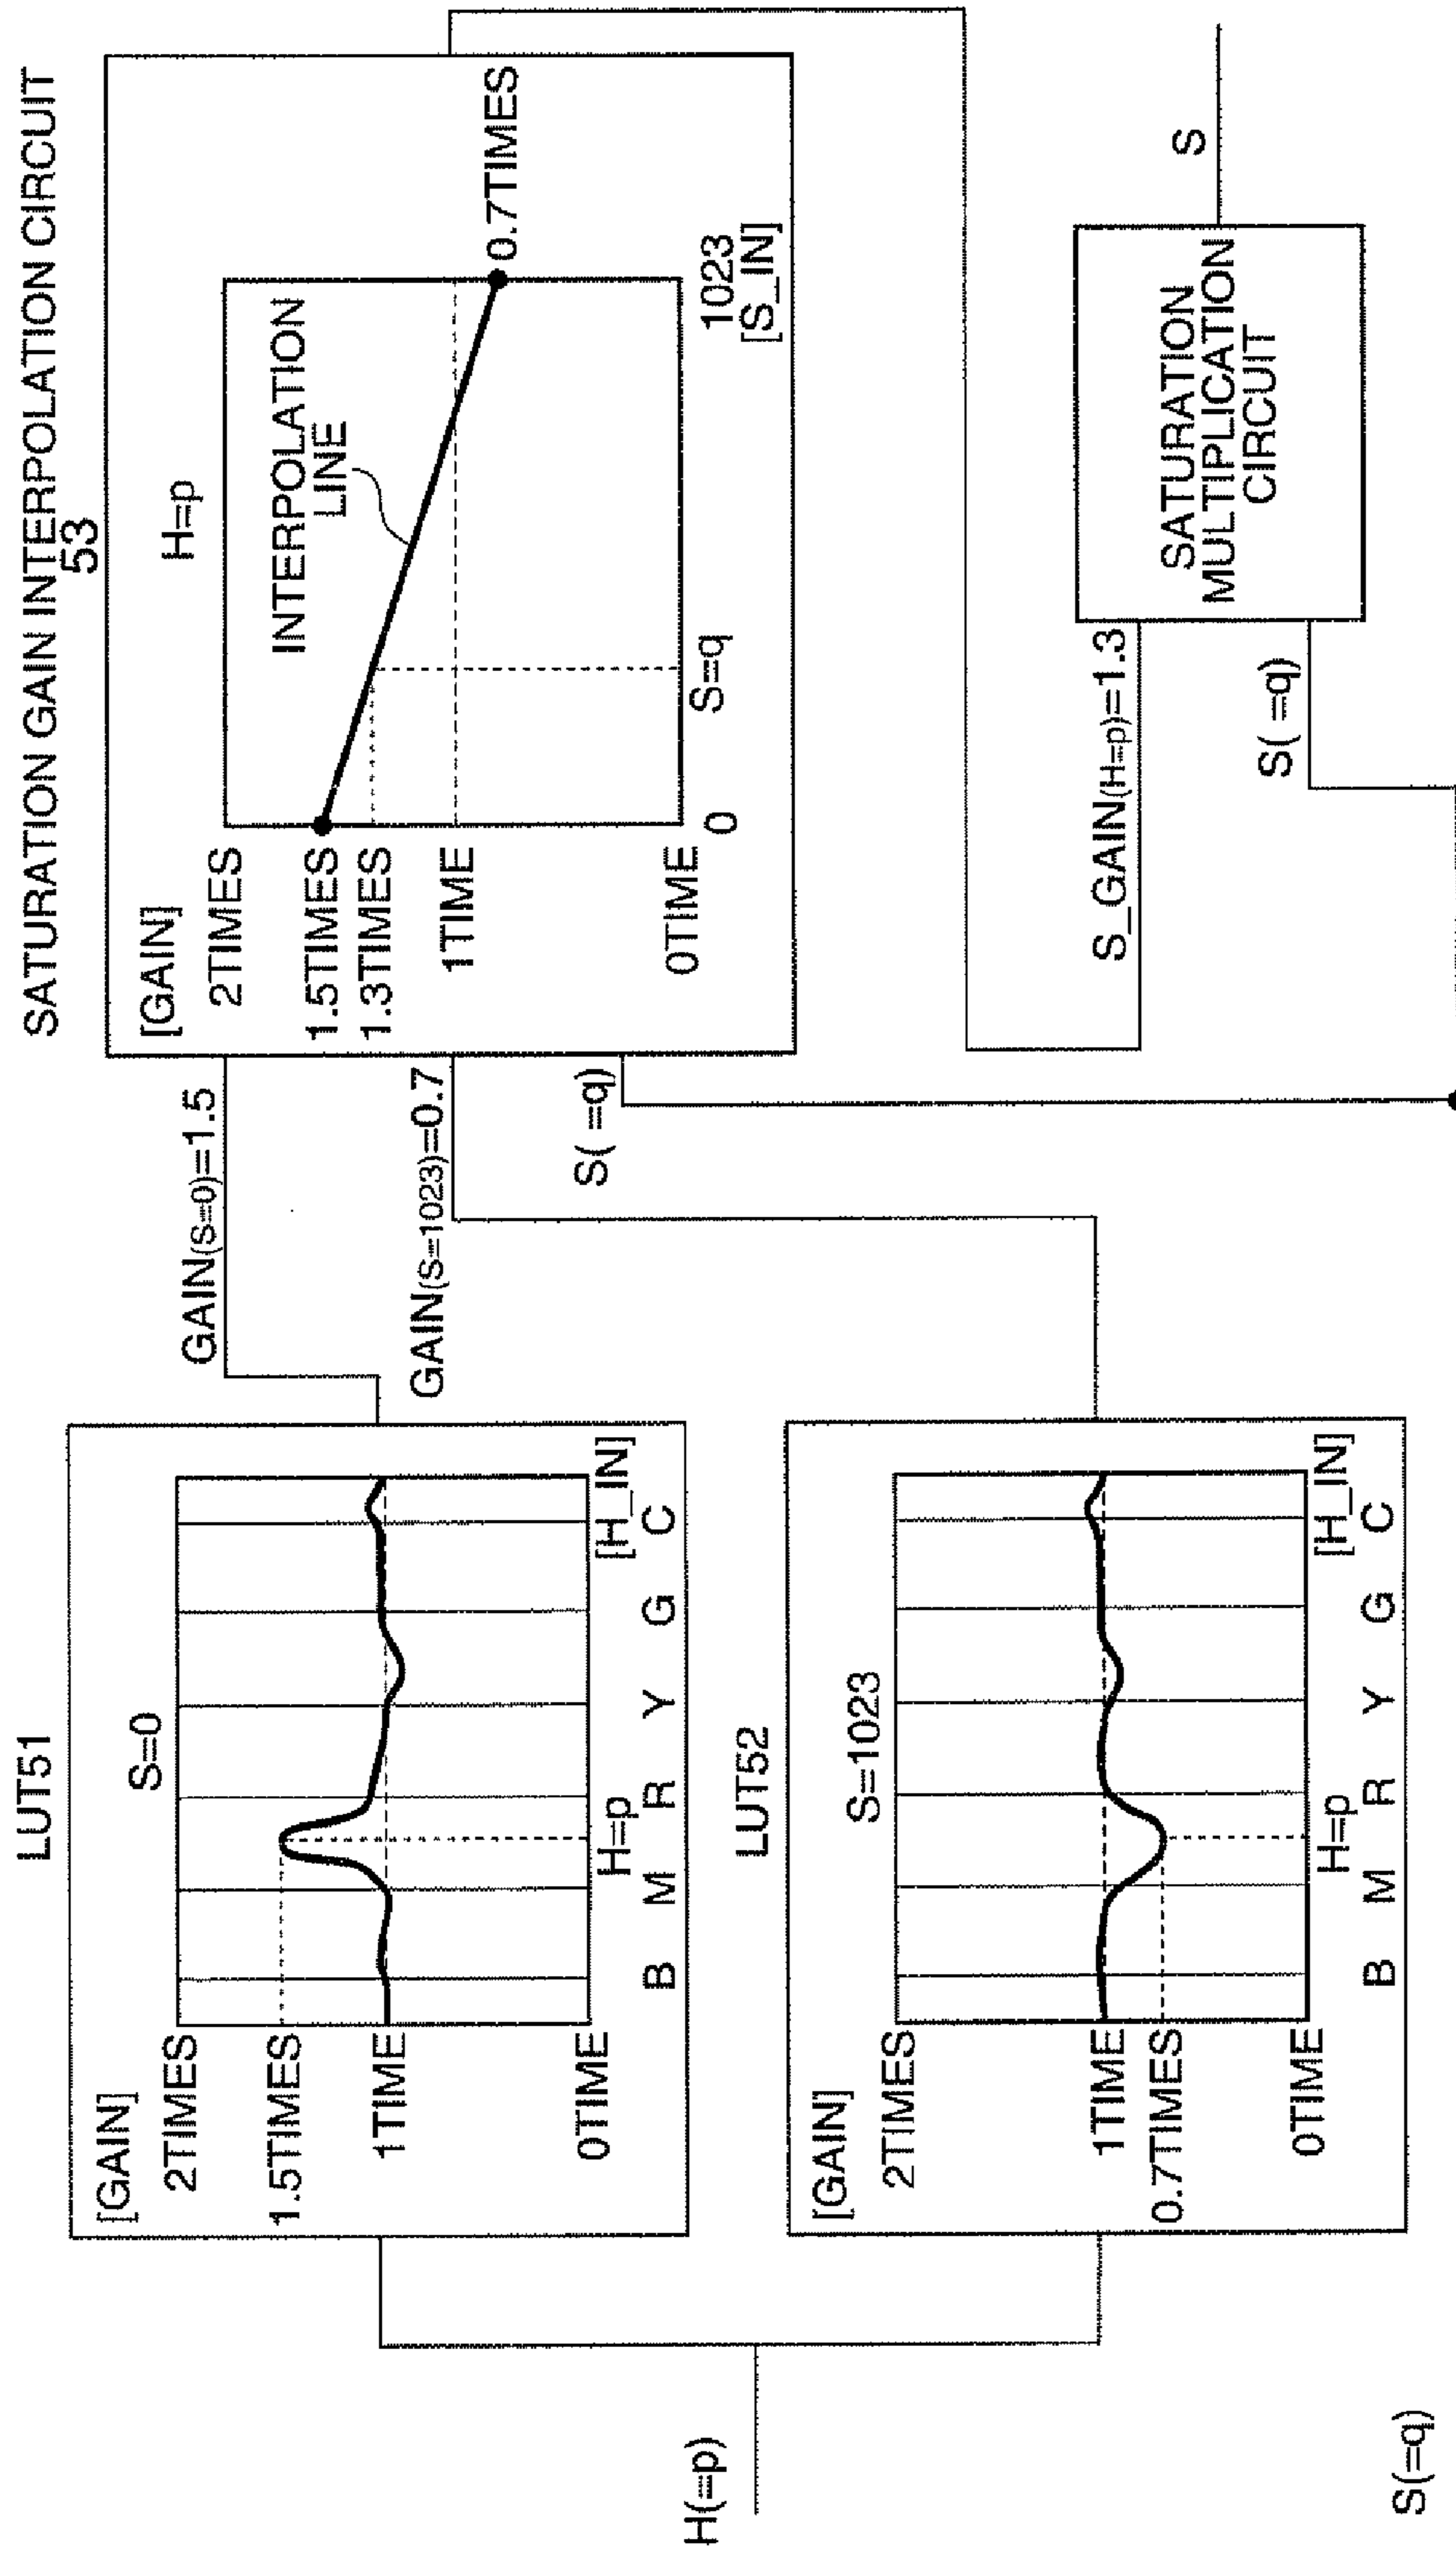 SATURATION GAIN INTERPOLATION CIRCUIT
53
[GAIN]
H=p
2TIMES
1.5TIMES
1.3TIMES
1TIME
0TIME
INTERPOLATION
LINE
0.7TIMES
0
S=q
1023
[S_IN]
LUT51
[GAIN]
S=0
2TIMES
1.5TIMES
1TIME
0TIME
H=p
[H_IN]
B M R Y G C
GAIN(S=0)=1.5
GAIN(S=1023)=0.7
S( =q)
LUT52
[GAIN]
S=1023
2TIMES
1TIME
0.7TIMES
0TIME
H=p
[H_IN]
B M R Y G C
H(=p)
S(=q)
S_GAIN(H=p)=1.3
S( =q)
SATURATION
MULTIPLICATION
CIRCUIT
S